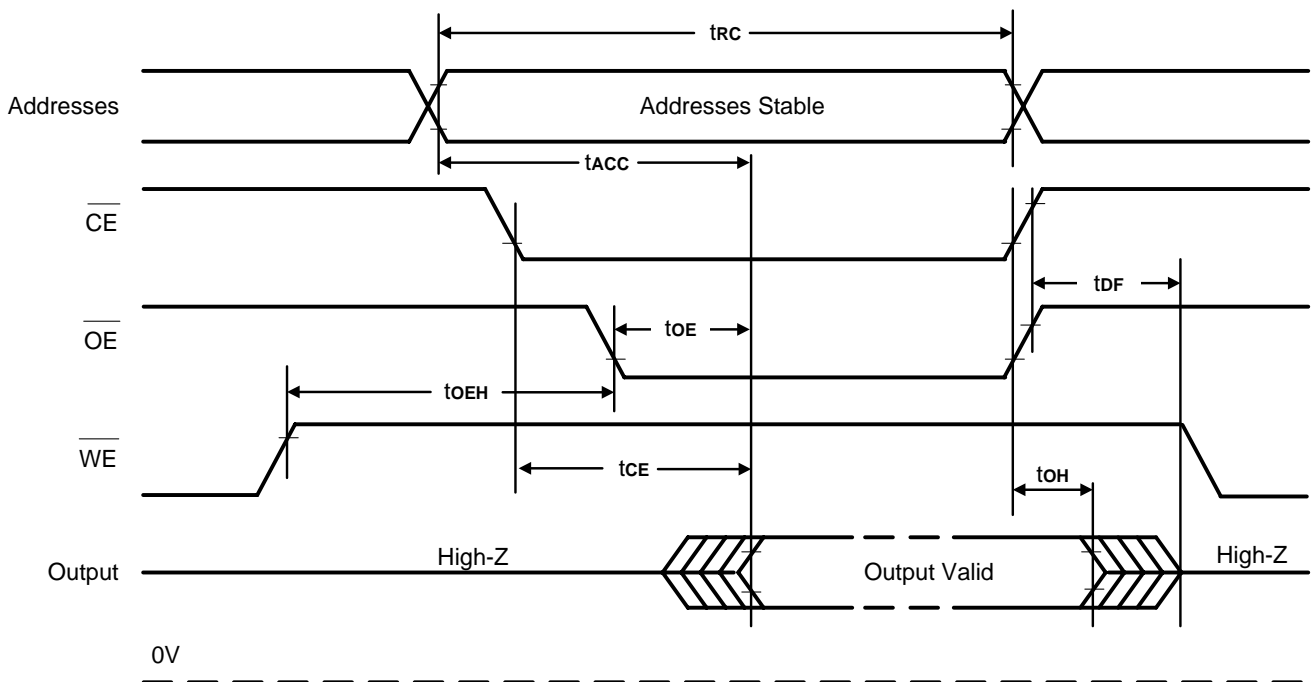 tRC
Addresses
Addresses Stable
tACC
CE
tDF
OE
tOE
tOEH
WE
tCE
tOH
Output
High-Z
Output Valid
High-Z
0V